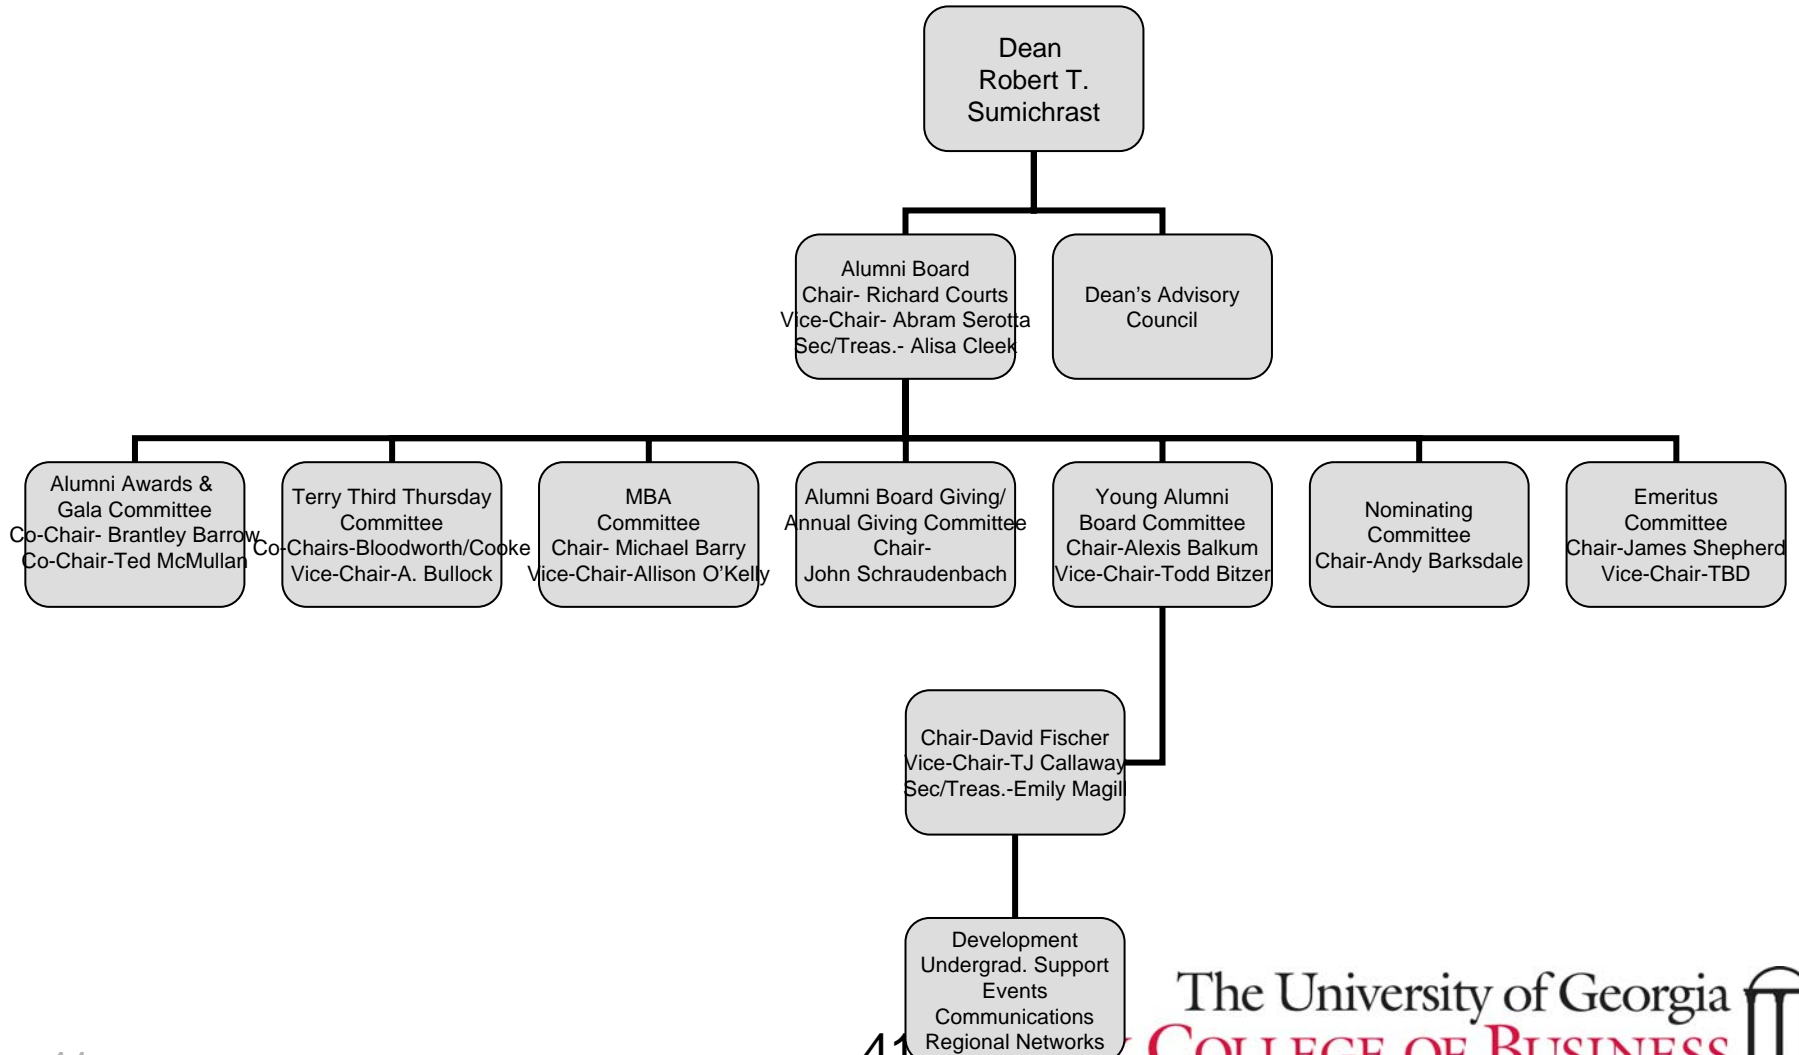 Dean
Robert T.
Sumichrast
Alumni Board
Chair- Richard Courts
Vice-Chair- Abram Serotta
Sec/Treas.- Alisa Cleek
Dean’s Advisory
Council
Alumni Awards &
Gala Committee
Co-Chair- Brantley Barrow
Co-Chair-Ted McMullan
Terry Third Thursday
Committee
Co-Chairs-Bloodworth/Cooke
Vice-Chair-A. Bullock
MBA
Committee
Chair- Michael Barry
Vice-Chair-Allison O’Kelly
Alumni Board Giving/
Annual Giving Committee
Chair-
John Schraudenbach
Young Alumni
Board Committee
Chair-Alexis Balkum
Vice-Chair-Todd Bitzer
Nominating
Committee
Chair-Andy Barksdale
Emeritus
Committee
Chair-James Shepherd
Vice-Chair-TBD
Chair-David Fischer
Vice-Chair-TJ Callaway
Sec/Treas.-Emily Magill
Development
Undergrad. Support
Events
Communications
Regional Networks
The University of Georgia
41
COLLEGE OF BUSINESS